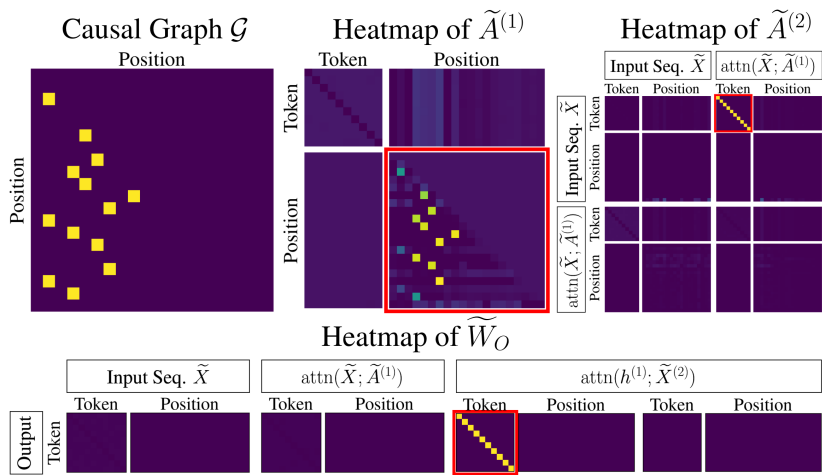 Causal Graph 𝒢
Position
Position
Heatmap of Ã⁽¹⁾
Token Position
Token
Position
Heatmap of Ã⁽²⁾
Input Seq. X̃ attn(X̃; Ã⁽¹⁾)
Token Position Token Position
Input Seq. X̃
Token
Position
attn(X̃; Ã⁽¹⁾)
Token
Position
Heatmap of W̃_O
Input Seq. X̃ attn(X̃; Ã⁽¹⁾) attn(h⁽¹⁾; X̃⁽²⁾)
Token Position Token Position Token Position Token Position
Output
Token